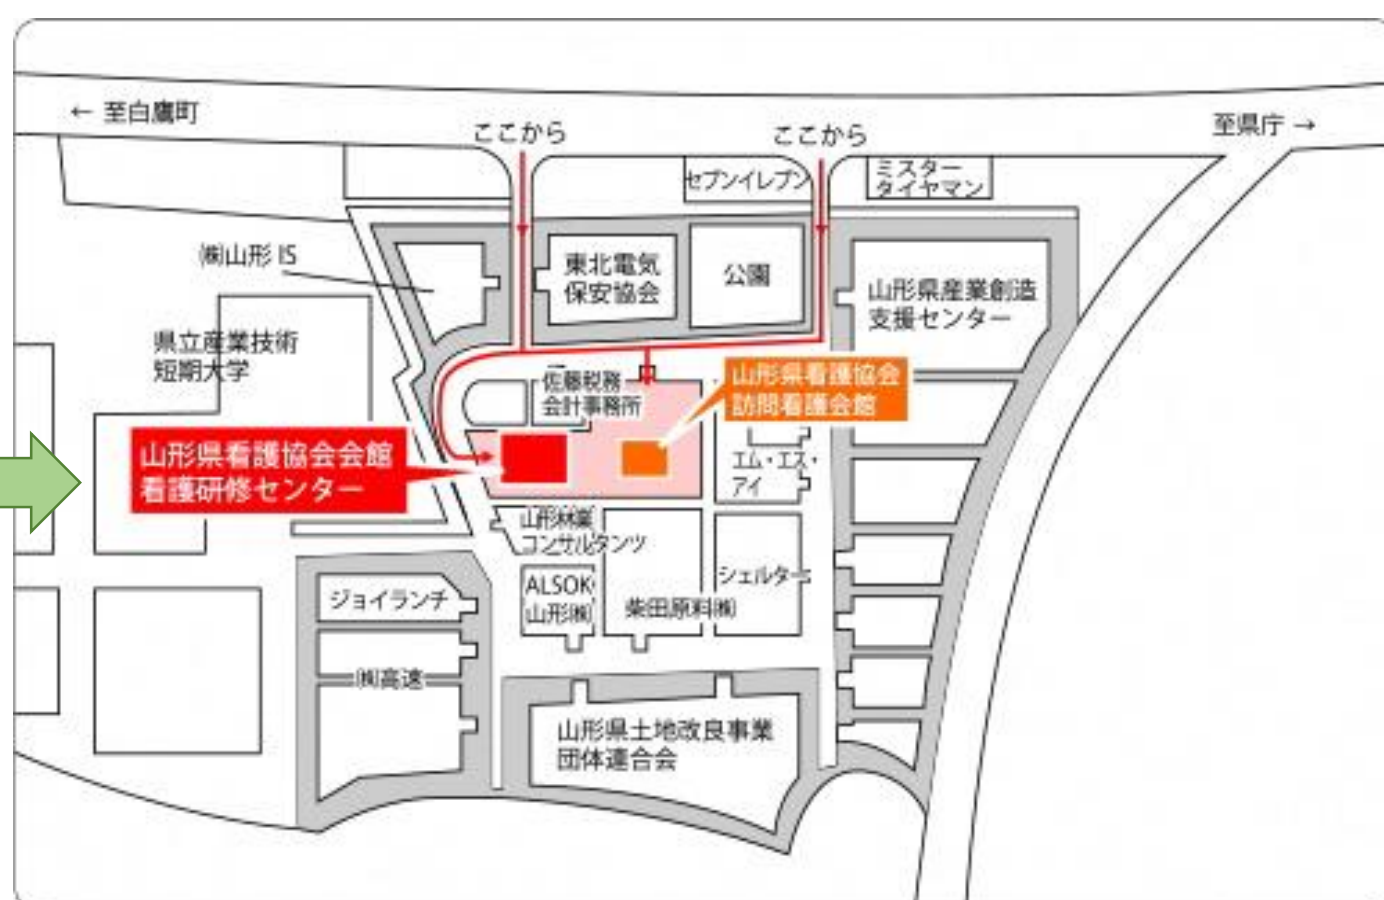 ← 至白鷹町
ここから
ここから
至県庁 →
セブンイレブン
ミスター
タイヤマン
㈱山形 IS
東北電気
保安協会
公園
山形県産業創造
支援センター
県立産業技術
短期大学
佐藤税務
会計事務所
山形県看護協会
訪問看護会館
山形県看護協会会館
看護研修センター
エム・エス・
アイ
山形林業
コンサルタンツ
シェルター
ALSOK
山形㈱
柴田原料㈱
ジョイランチ
㈱高速
山形県土地改良事業
団体連合会